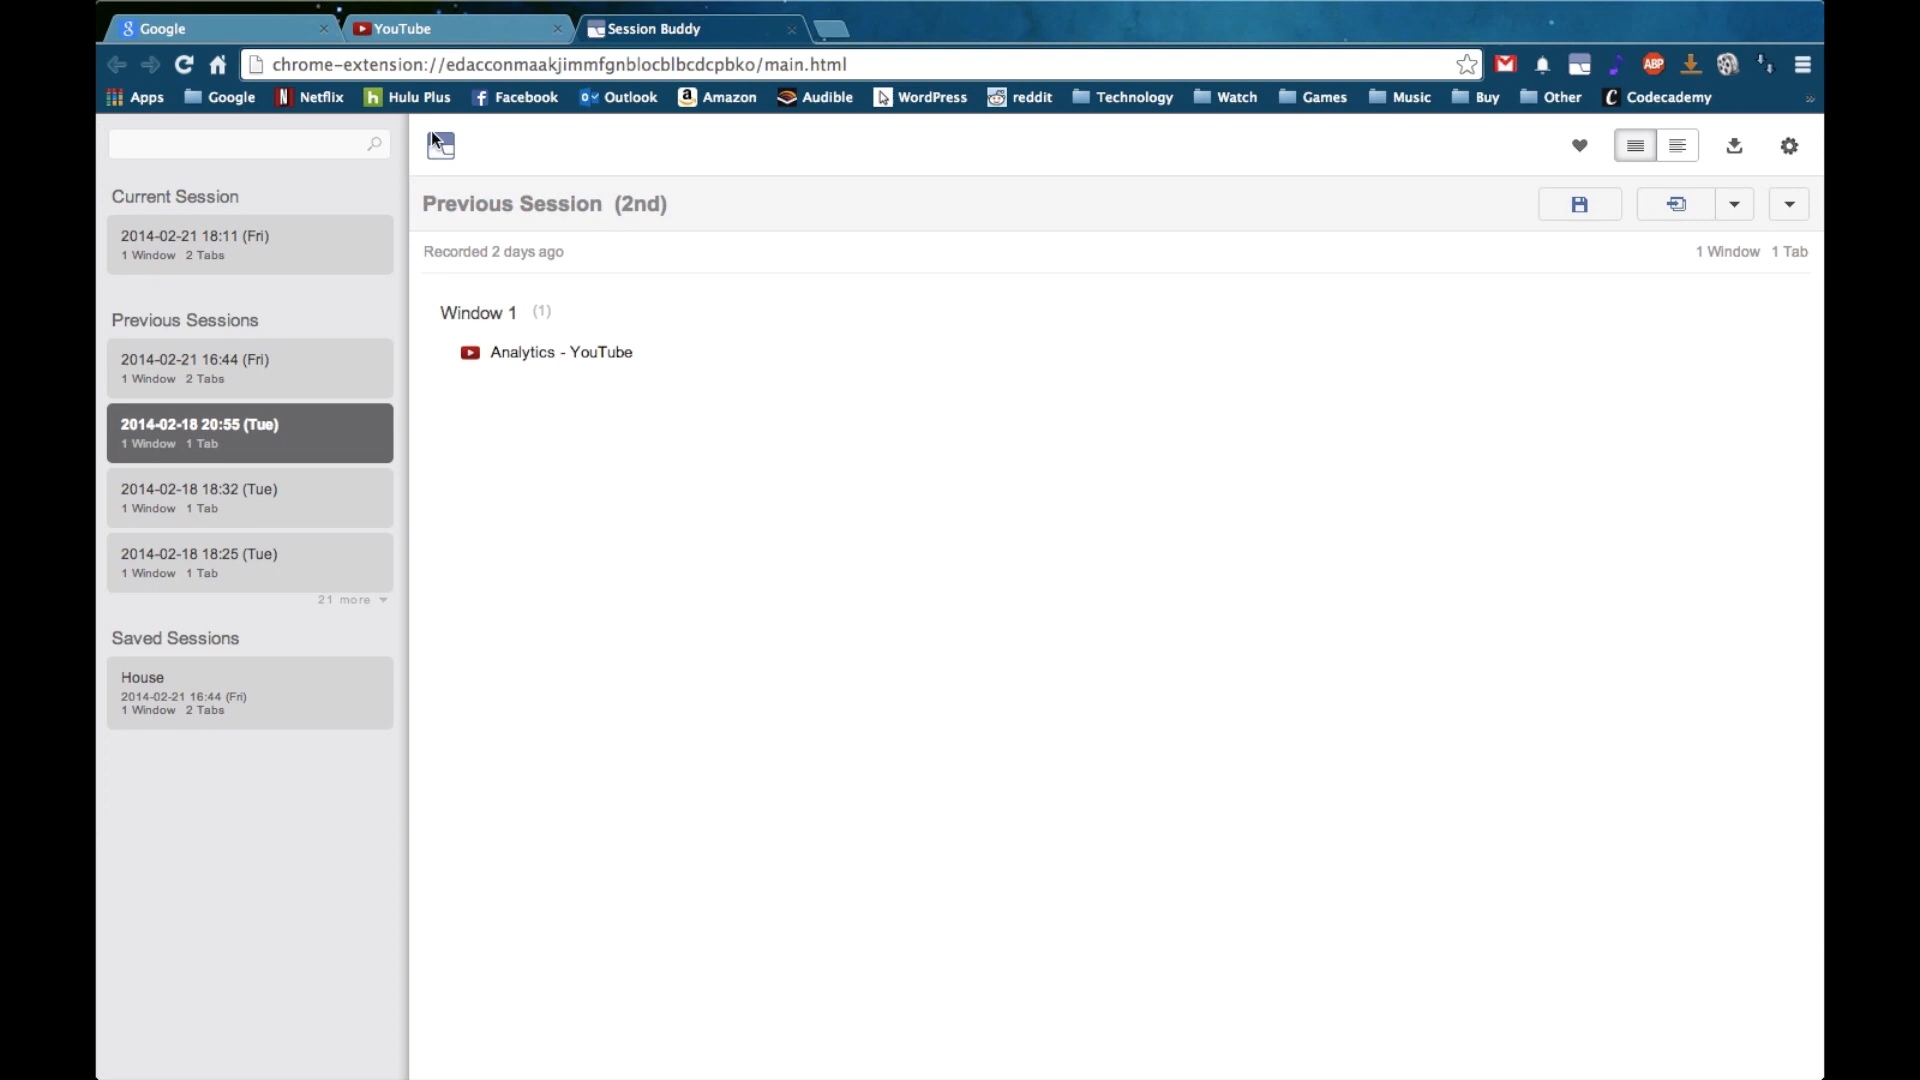 Google
YouTube
Session Buddy
chrome-extension://edacconmaakjimmfgnblocblbcdcpbko/main.html
ABP
Apps Google Netflix Hulu Plus Facebook Outlook Amazon Audible WordPress reddit Technology Watch Games Music Buy Other Codecademy
Current Session
2014-02-21 18:11 (Fri)
1 Window 2 Tabs
Previous Sessions
2014-02-21 16:44 (Fri)
1 Window 2 Tabs
2014-02-18 20:55 (Tue)
1 Window 1 Tab
2014-02-18 18:32 (Tue)
1 Window 1 Tab
2014-02-18 18:25 (Tue)
1 Window 1 Tab
21 more
Saved Sessions
House
2014-02-21 16:44 (Fri)
1 Window 2 Tabs
Previous Session (2nd)
Recorded 2 days ago
1 Window 1 Tab
Window 1 (1)
Analytics - YouTube